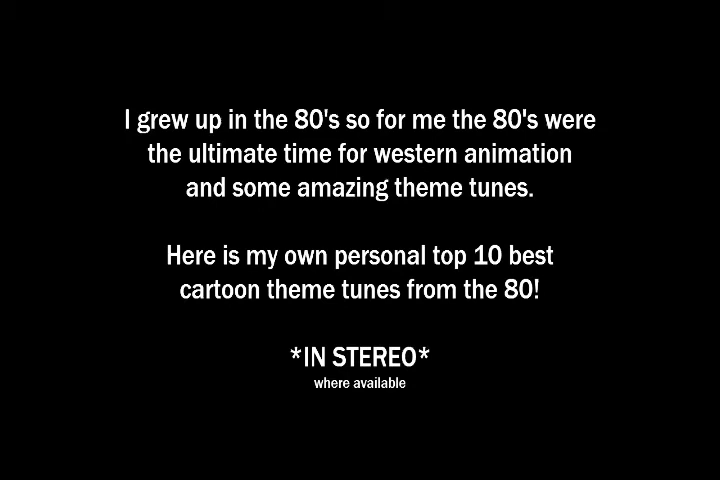 I grew up in the 80's so for me the 80's were
the ultimate time for western animation
and some amazing theme tunes.
Here is my own personal top 10 best
cartoon theme tunes from the 80!
*IN STEREO*
where available